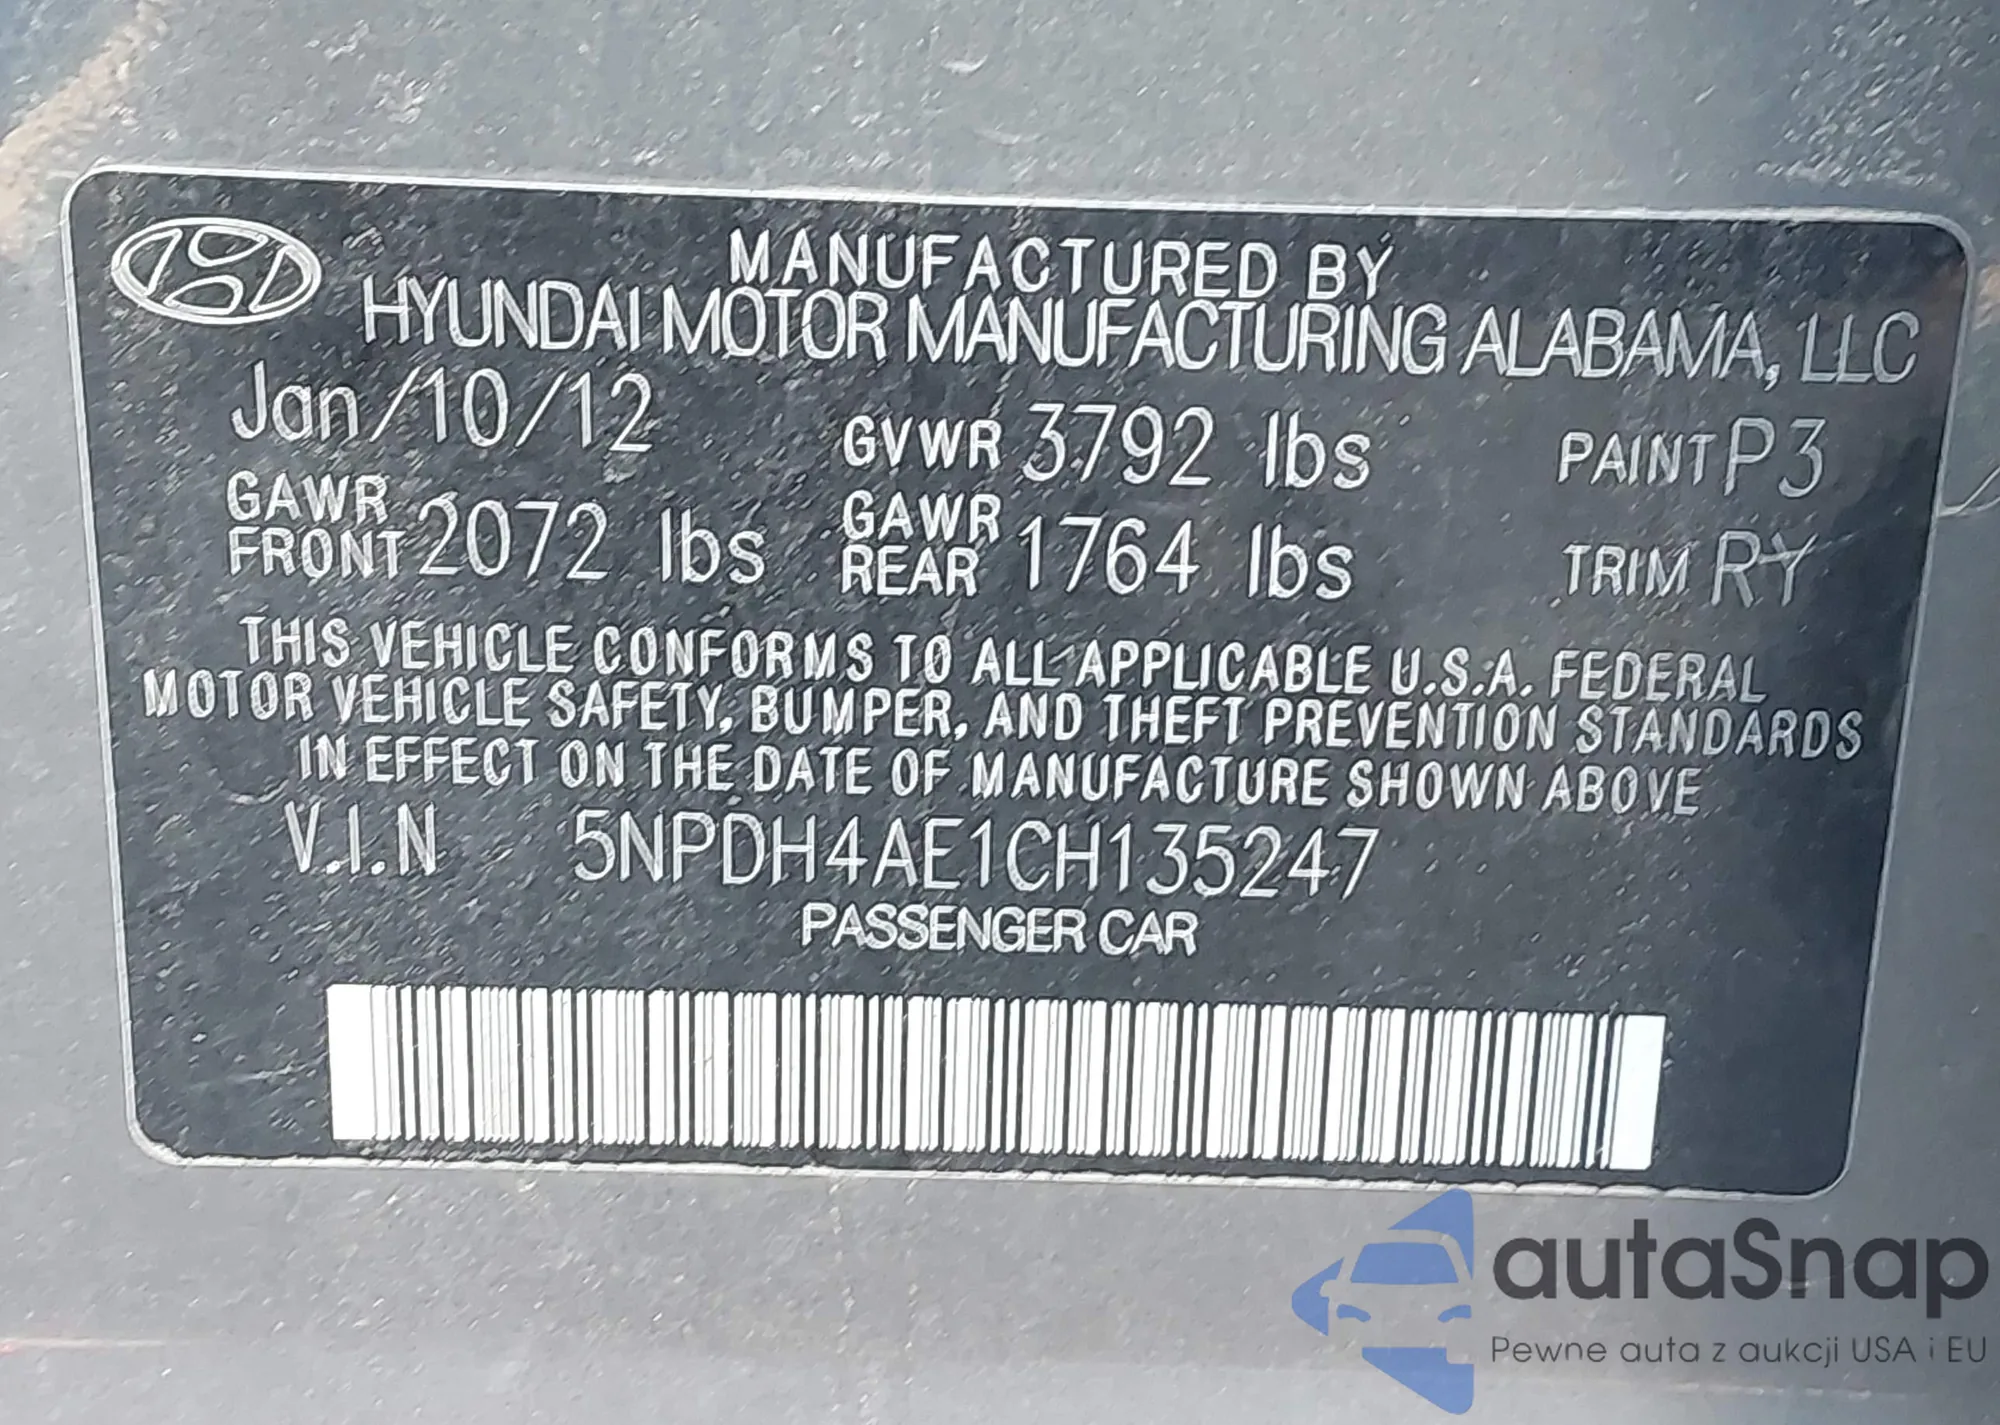 MANUFACTURED BY
HYUNDAI MOTOR MANUFACTURING ALABAMA, LLC
Jan/10/12 GVWR 3792 lbs PAINT P3
GAWR FRONT 2072 lbs GAWR REAR 1764 lbs TRIM RY
THIS VEHICLE CONFORMS TO ALL APPLICABLE U.S.A. FEDERAL
MOTOR VEHICLE SAFETY, BUMPER, AND THEFT PREVENTION STANDARDS
IN EFFECT ON THE DATE OF MANUFACTURE SHOWN ABOVE
V.I.N 5NPDH4AE1CH135247
PASSENGER CAR
autaSnap
Pewne auta z aukcji USA i EU